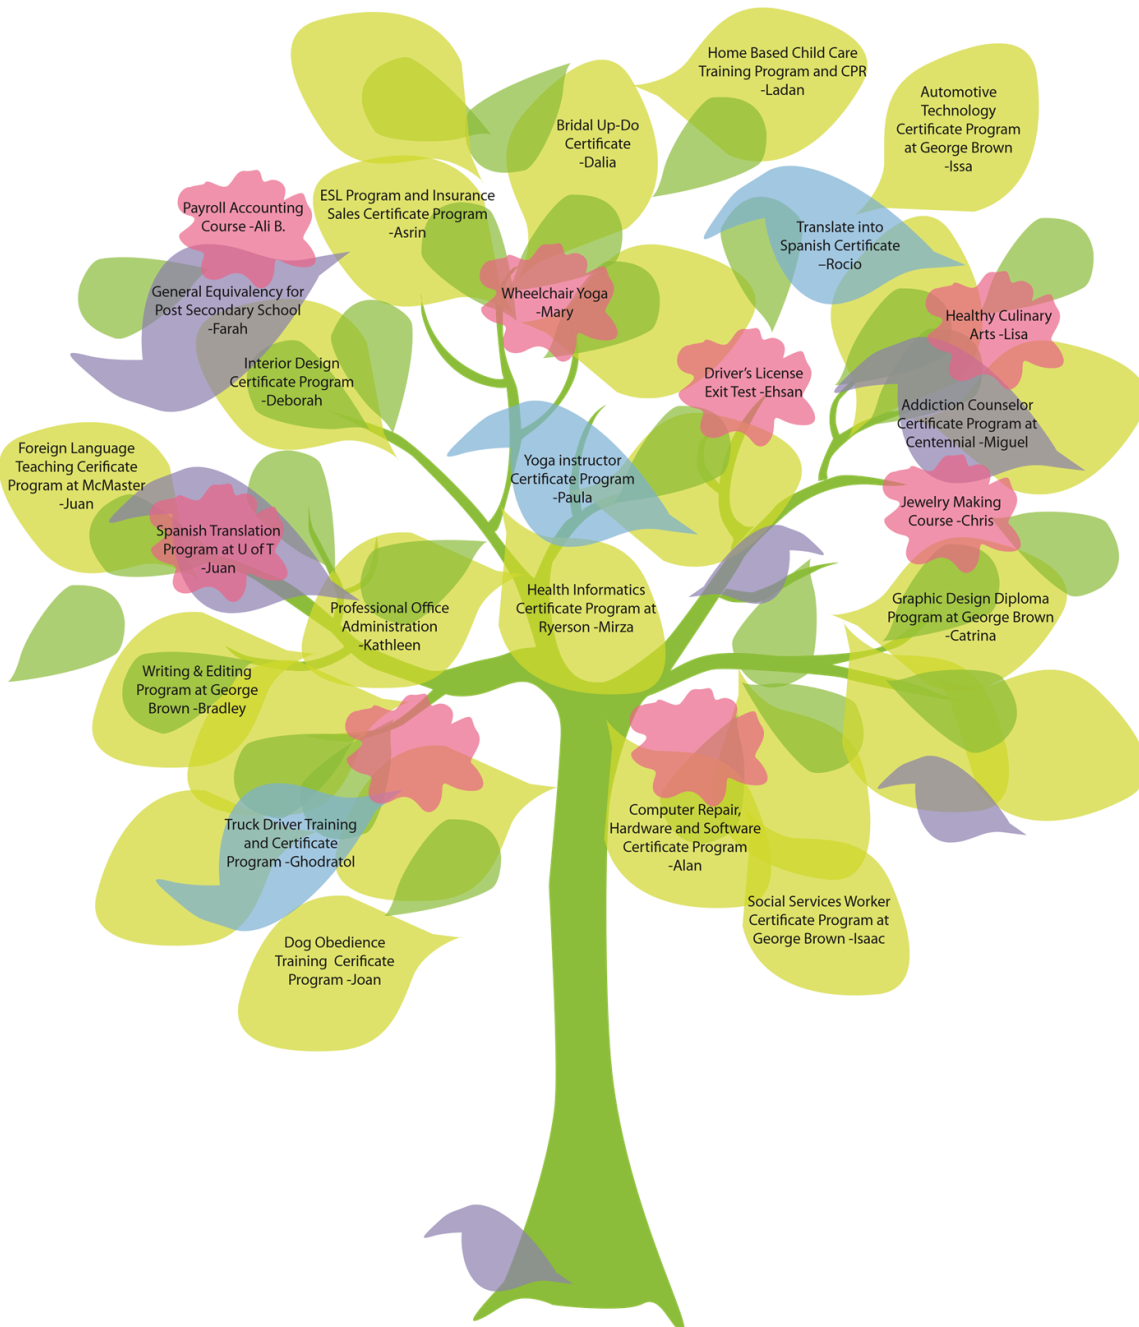 Home Based Child Care
Training Program and CPR
-Ladan
Automotive
Technology
Certificate Program
at George Brown
-Issa
Bridal Up-Do
Certificate
-Dalia
ESL Program and Insurance
Sales Certificate Program
-Asrin
Payroll Accounting
Course -Ali B.
Translate into
Spanish Certificate
–Rocio
General Equivalency for
Post Secondary School
-Farah
Wheelchair Yoga
-Mary
Healthy Culinary
Arts -Lisa
Interior Design
Certificate Program
-Deborah
Driver's License
Exit Test -Ehsan
Addiction Counselor
Certificate Program at
Centennial -Miguel
Foreign Language
Teaching Cerificate
Program at McMaster
-Juan
Yoga instructor
Certificate Program
-Paula
Jewelry Making
Course -Chris
Spanish Translation
Program at U of T
-Juan
Health Informatics
Certificate Program at
Ryerson -Mirza
Graphic Design Diploma
Program at George Brown
-Catrina
Professional Office
Administration
-Kathleen
Writing & Editing
Program at George
Brown -Bradley
Truck Driver Training
and Certificate
Program -Ghodratol
Computer Repair,
Hardware and Software
Certificate Program
-Alan
Social Services Worker
Certificate Program at
George Brown -Isaac
Dog Obedience
Training  Cerificate
Program -Joan